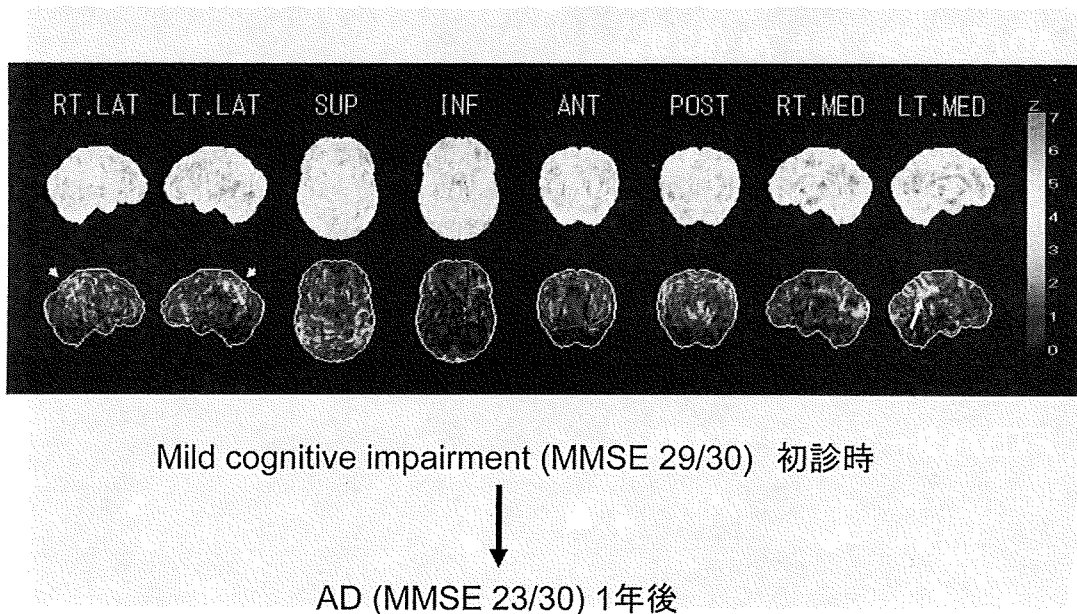 RT.LAT LT.LAT SUP INF ANT POST RT.MED LT.MED
Z
7
6
5
4
3
2
1
0
Mild cognitive impairment (MMSE 29/30) 初診時
AD (MMSE 23/30) 1年後